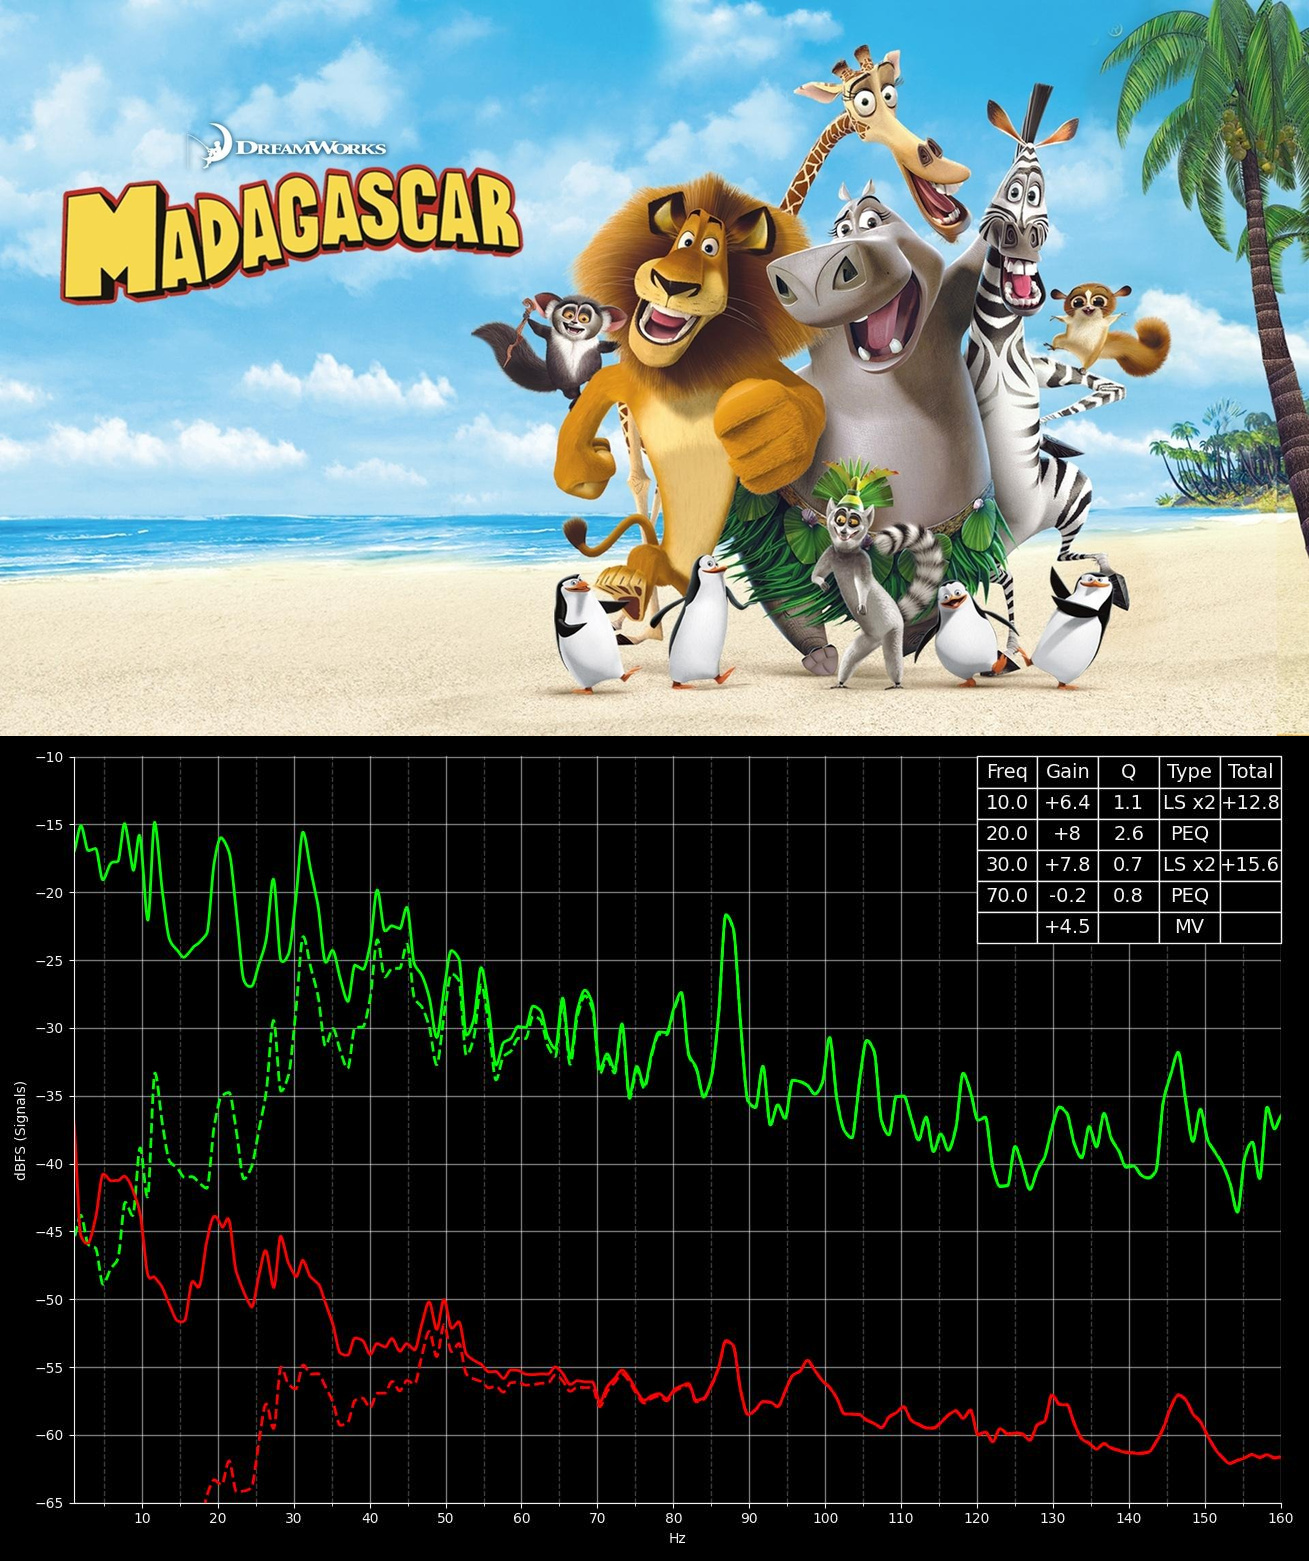 DREAMWORKS
MADAGASCAR
Freq Gain Q Type Total
10.0 +6.4 1.1 LS x2 +12.8
20.0 +8 2.6 PEQ
30.0 +7.8 0.7 LS x2 +15.6
70.0 -0.2 0.8 PEQ
+4.5 MV
−10
−15
−20
−25
−30
−35
−40
−45
−50
−55
−60
−65
dBFS (Signals)
10 20 30 40 50 60 70 80 90 100 110 120 130 140 150 160
Hz